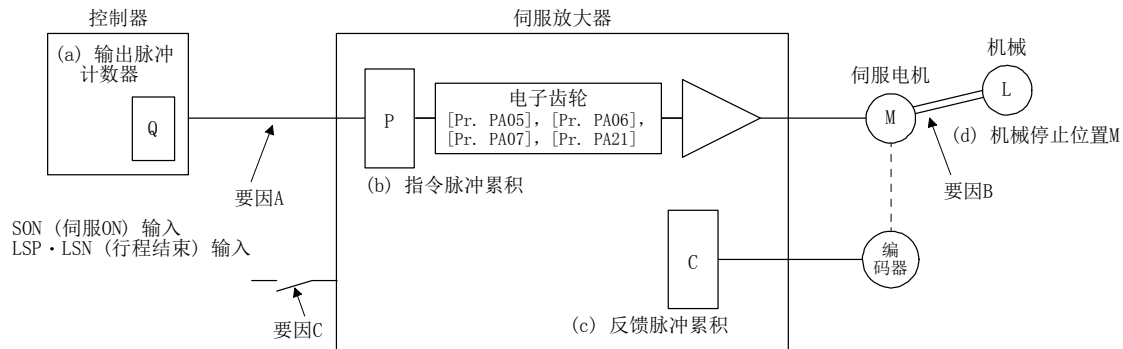 控制器
伺服放大器
(a) 输出脉冲
计数器
Q
P
电子齿轮
[Pr. PA05], [Pr. PA06],
[Pr. PA07], [Pr. PA21]
伺服电机
M
机械
L
(d) 机械停止位置M
(b) 指令脉冲累积
要因A
要因B
SON (伺服ON) 输入
LSP・LSN (行程结束) 输入
要因C
C
(c) 反馈脉冲累积
编
码器